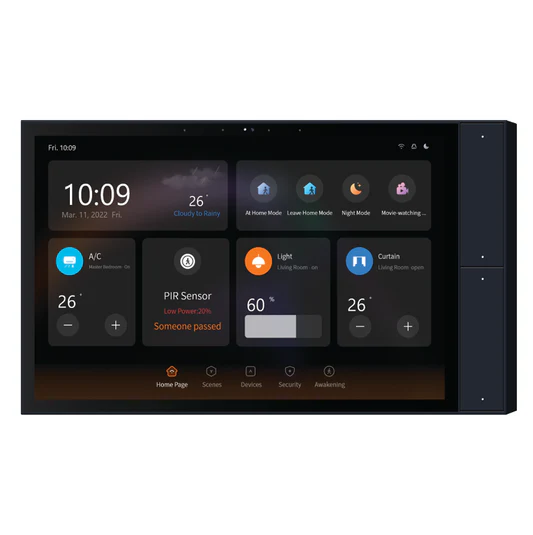 Fri. 10:09
10:09
Mar. 11, 2022 Fri.
26°
Cloudy to Rainy
At Home Mode
Leave Home Mode
Night Mode
Movie-watching ...
A/C
Master Bedroom · On
26°
PIR Sensor
Low Power:20%
Someone passed
Light
Living Room · on
60 %
Curtain
Living Room · open
26°
Home Page
Scenes
Devices
Security
Awakening